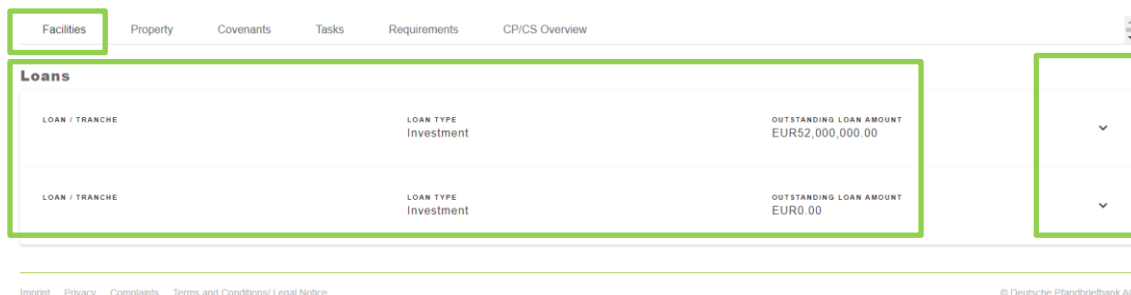 Facilities Property Covenants Tasks Requirements CP/CS Overview
Loans
LOAN / TRANCHE LOAN TYPE OUTSTANDING LOAN AMOUNT
Investment EUR52,000,000.00
LOAN / TRANCHE LOAN TYPE OUTSTANDING LOAN AMOUNT
Investment EUR0.00
Imprint Privacy Complaints Terms and Conditions/ Legal Notice © Deutsche Pfandbriefbank AG